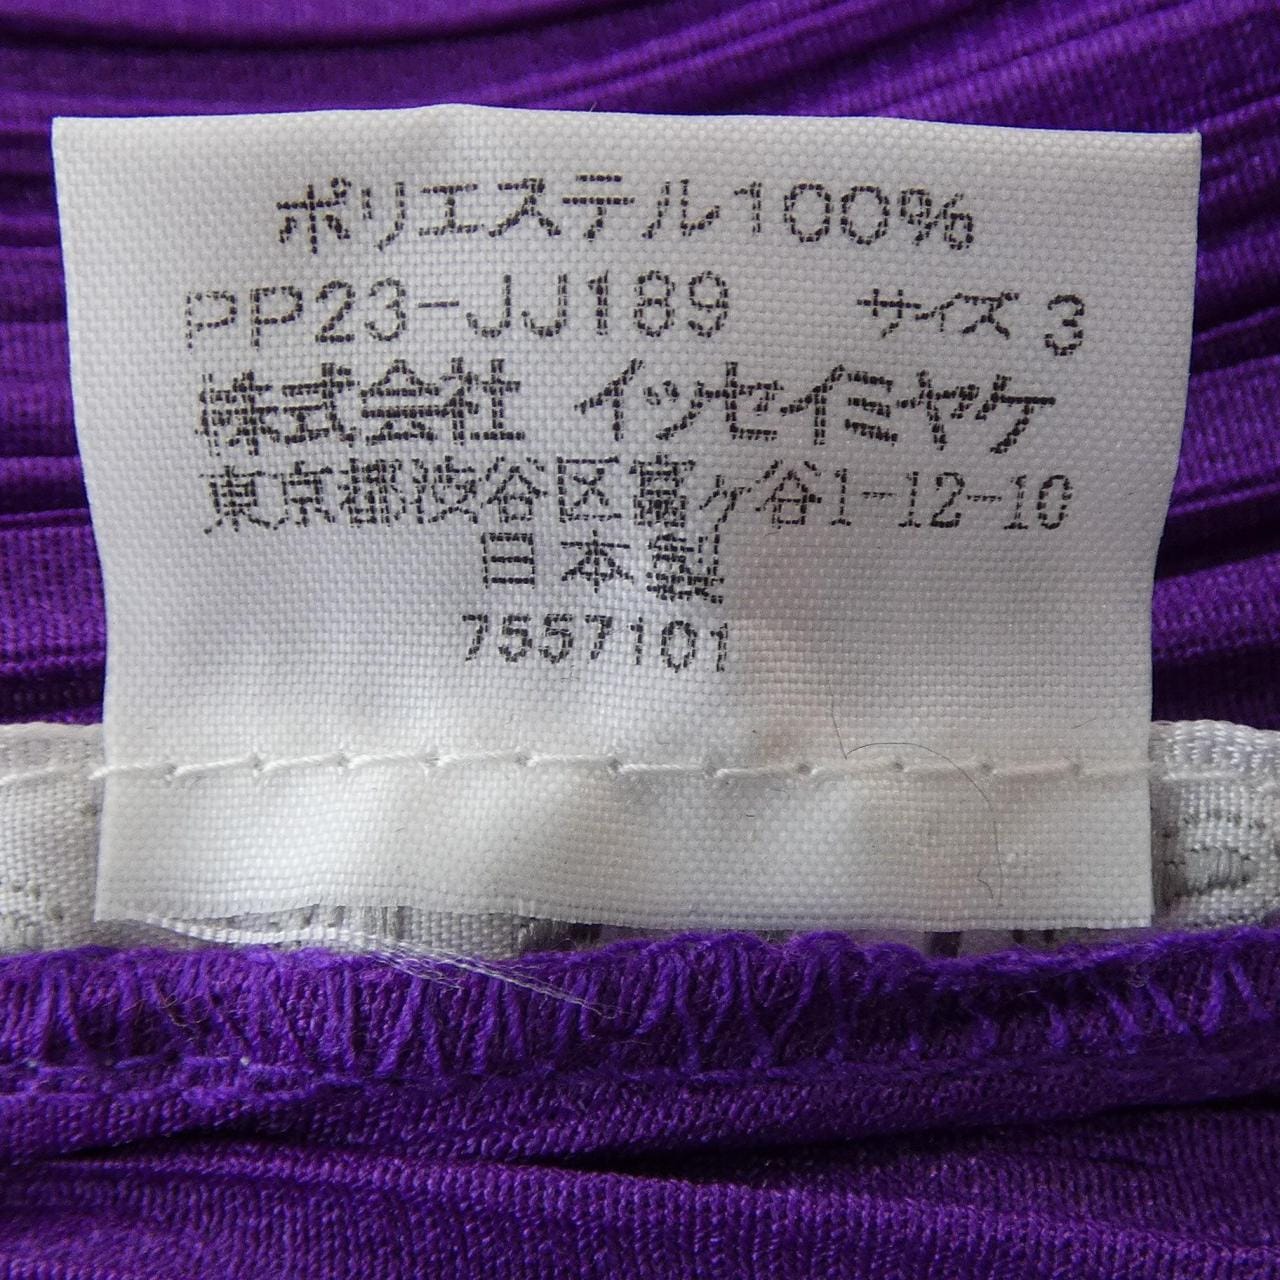 ポリエステル100%
PP23-JJ189 サイズ 3
株式会社 イッセイミヤケ
東京都渋谷区富ヶ谷1-12-10
日本製
7557101